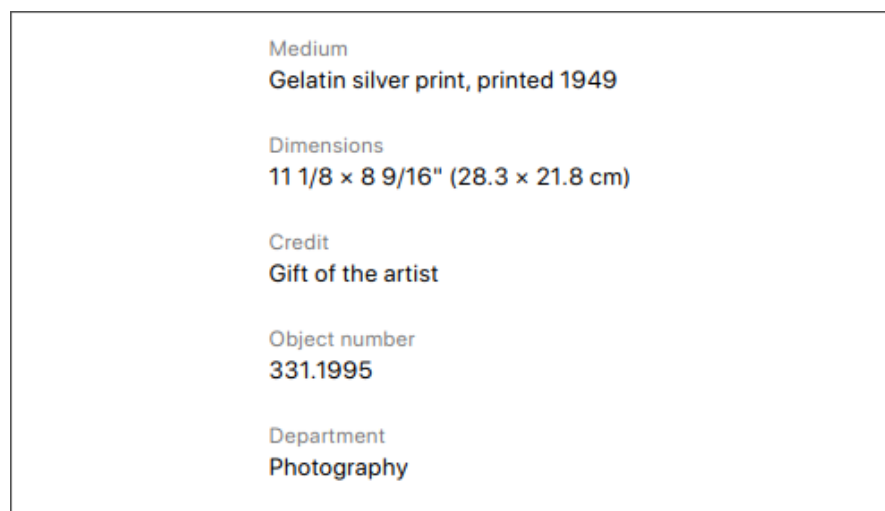 Medium
Gelatin silver print, printed 1949
Dimensions
11 1/8 × 8 9/16" (28.3 × 21.8 cm)
Credit
Gift of the artist
Object number
331.1995
Department
Photography